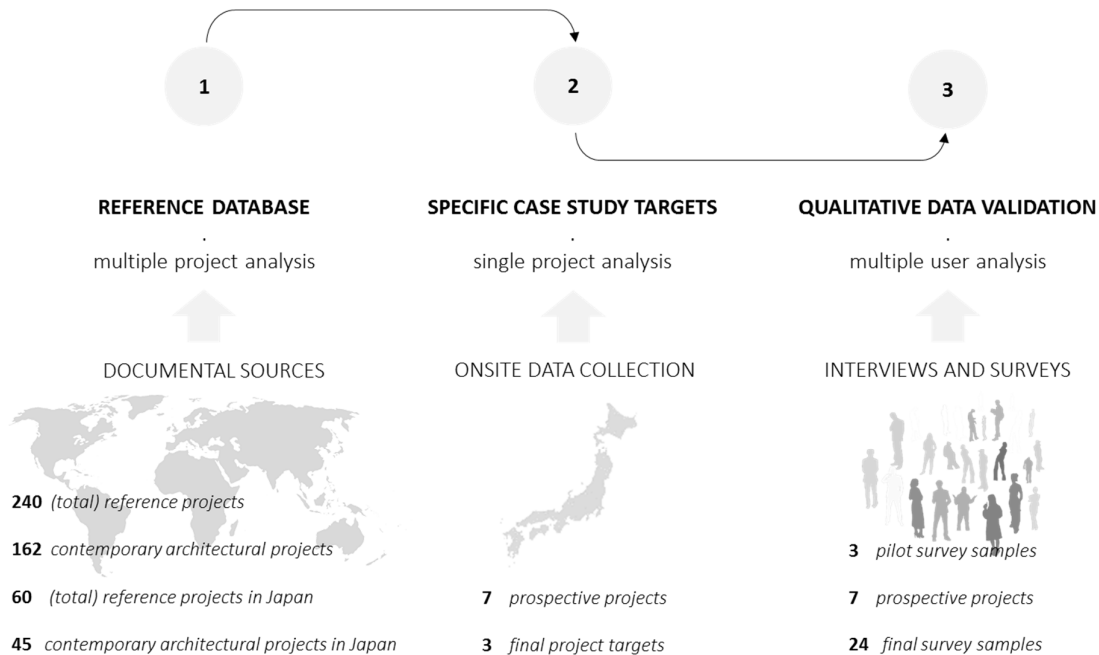 1
2
3
REFERENCE DATABASE
.
multiple project analysis
DOCUMENTAL SOURCES
240 (total) reference projects
162 contemporary architectural projects
60 (total) reference projects in Japan
45 contemporary architectural projects in Japan
SPECIFIC CASE STUDY TARGETS
.
single project analysis
ONSITE DATA COLLECTION
7 prospective projects
3 final project targets
QUALITATIVE DATA VALIDATION
.
multiple user analysis
INTERVIEWS AND SURVEYS
3 pilot survey samples
7 prospective projects
24 final survey samples